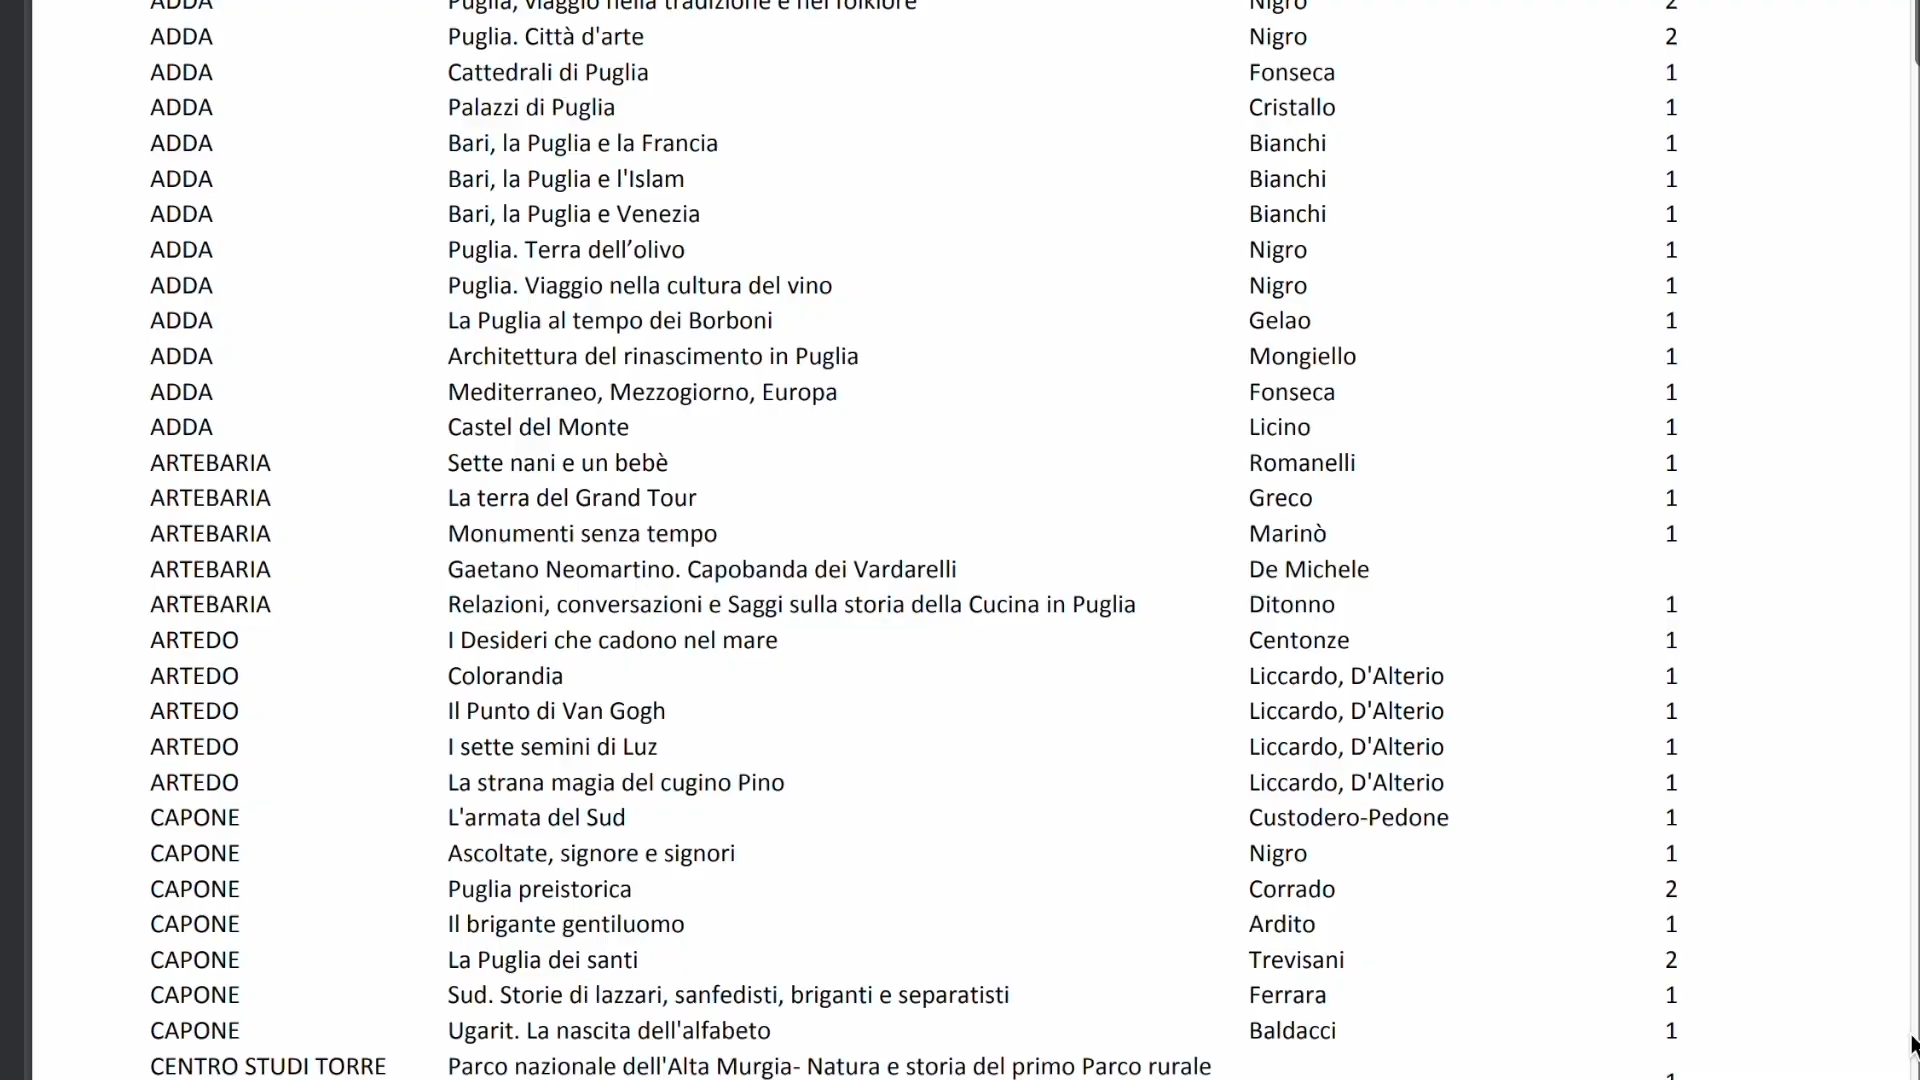 ADDA Puglia, viaggio nella tradizione e nel folklore Nigro 2
ADDA Puglia. Città d'arte Nigro 2
ADDA Cattedrali di Puglia Fonseca 1
ADDA Palazzi di Puglia Cristallo 1
ADDA Bari, la Puglia e la Francia Bianchi 1
ADDA Bari, la Puglia e l'Islam Bianchi 1
ADDA Bari, la Puglia e Venezia Bianchi 1
ADDA Puglia. Terra dell’olivo Nigro 1
ADDA Puglia. Viaggio nella cultura del vino Nigro 1
ADDA La Puglia al tempo dei Borboni Gelao 1
ADDA Architettura del rinascimento in Puglia Mongiello 1
ADDA Mediterraneo, Mezzogiorno, Europa Fonseca 1
ADDA Castel del Monte Licino 1
ARTEBARIA Sette nani e un bebè Romanelli 1
ARTEBARIA La terra del Grand Tour Greco 1
ARTEBARIA Monumenti senza tempo Marinò 1
ARTEBARIA Gaetano Neomartino. Capobanda dei Vardarelli De Michele
ARTEBARIA Relazioni, conversazioni e Saggi sulla storia della Cucina in Puglia Ditonno 1
ARTEDO I Desideri che cadono nel mare Centonze 1
ARTEDO Colorandia Liccardo, D'Alterio 1
ARTEDO Il Punto di Van Gogh Liccardo, D'Alterio 1
ARTEDO I sette semini di Luz Liccardo, D'Alterio 1
ARTEDO La strana magia del cugino Pino Liccardo, D'Alterio 1
CAPONE L'armata del Sud Custodero-Pedone 1
CAPONE Ascoltate, signore e signori Nigro 1
CAPONE Puglia preistorica Corrado 2
CAPONE Il brigante gentiluomo Ardito 1
CAPONE La Puglia dei santi Trevisani 2
CAPONE Sud. Storie di lazzari, sanfedisti, briganti e separatisti Ferrara 1
CAPONE Ugarit. La nascita dell'alfabeto Baldacci 1
CENTRO STUDI TORRE Parco nazionale dell'Alta Murgia- Natura e storia del primo Parco rurale 1